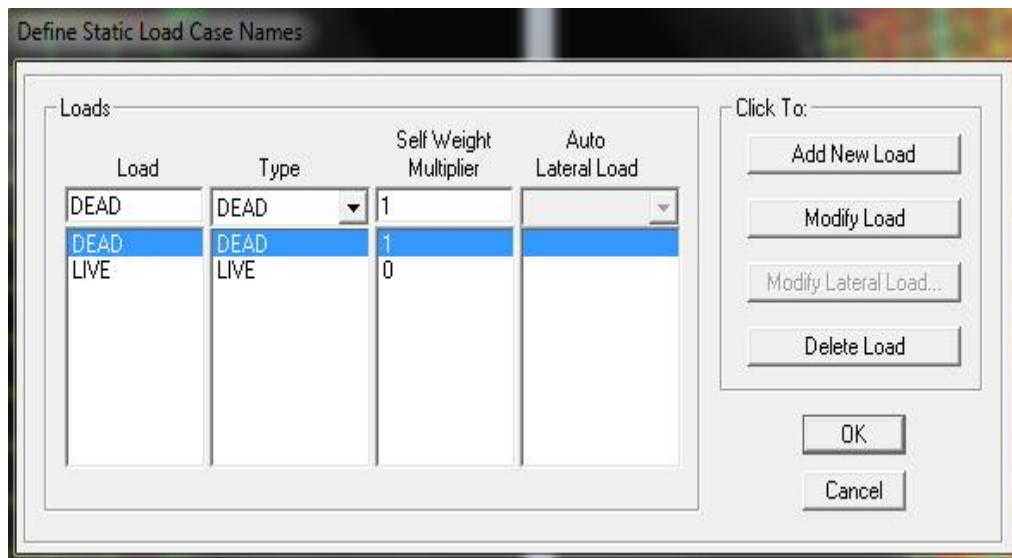 Define Static Load Case Names
Loads
Click To:
Load Type Self Weight Multiplier Auto Lateral Load
DEAD DEAD 1
DEAD DEAD 1
LIVE LIVE 0
Add New Load
Modify Load
Modify Lateral Load...
Delete Load
OK
Cancel